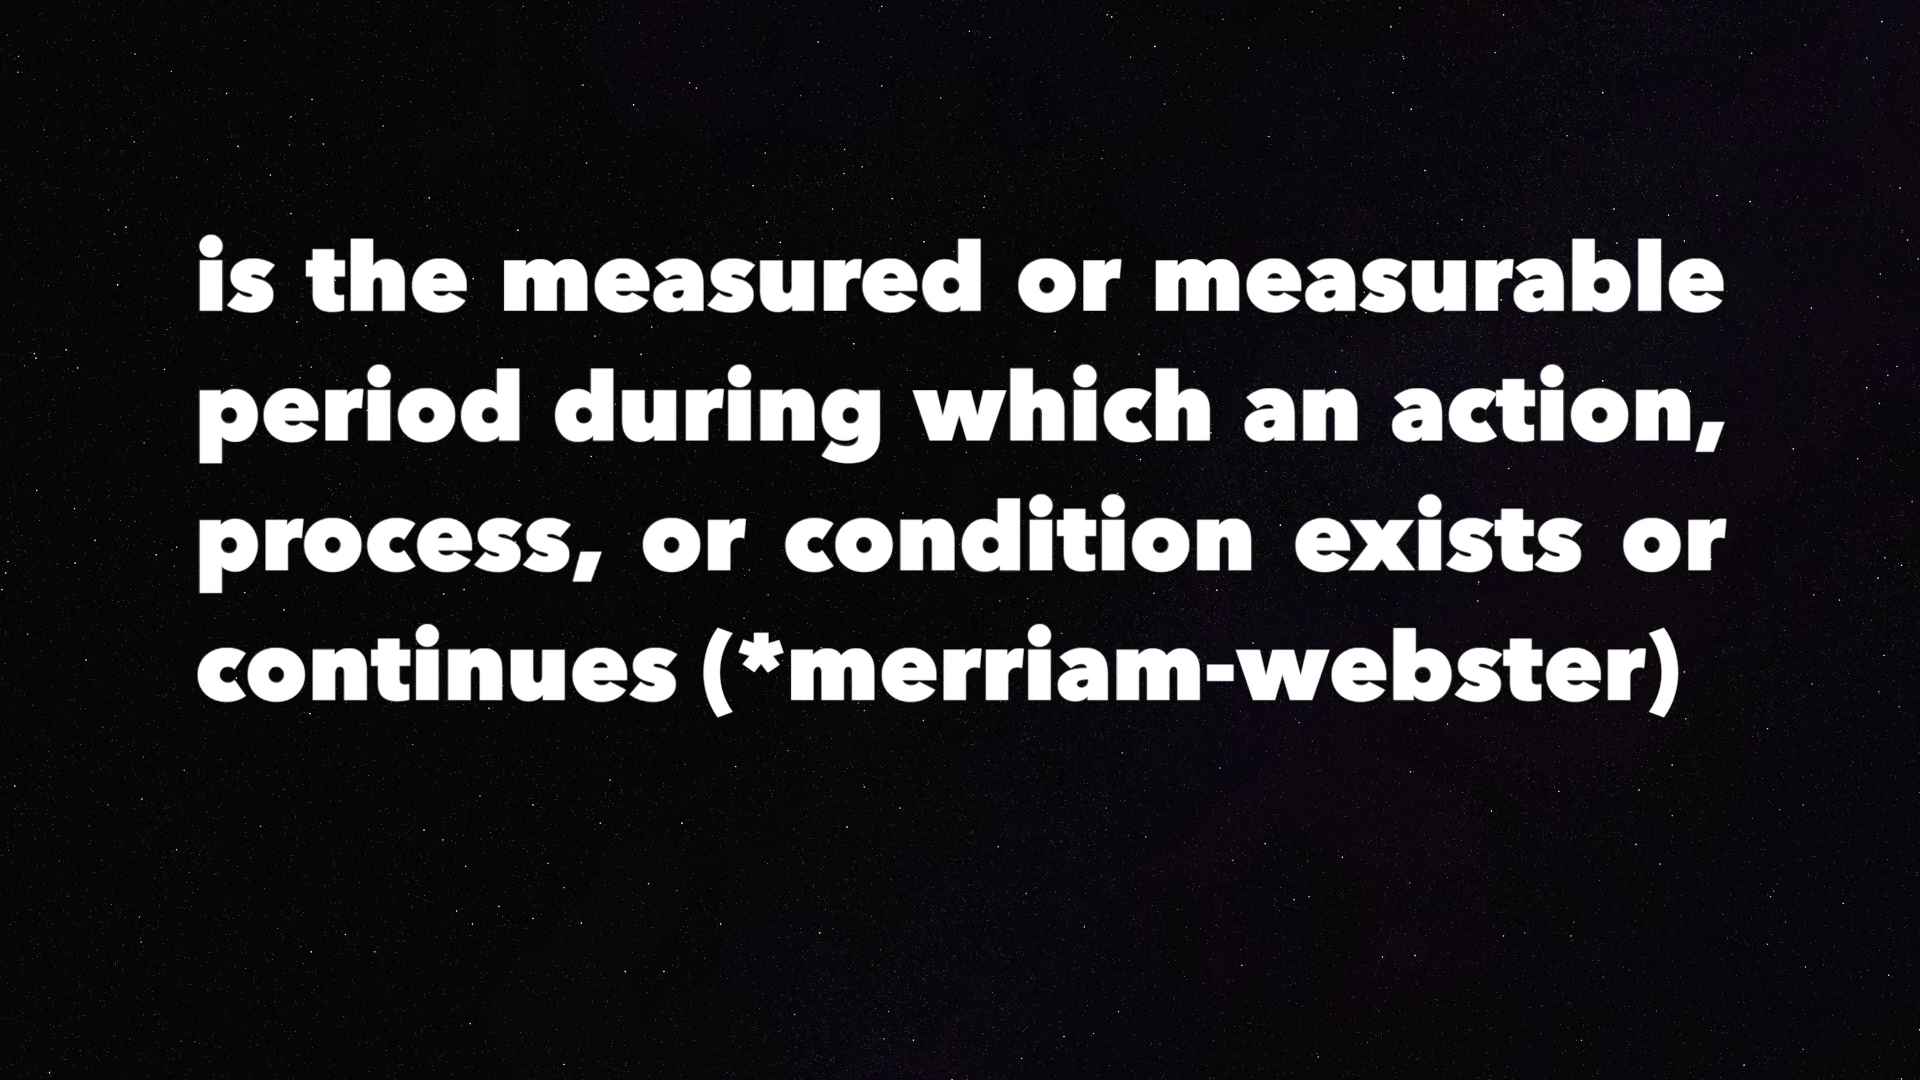 is the measured or measurable
period during which an action,
process, or condition exists or
continues (*merriam-webster)